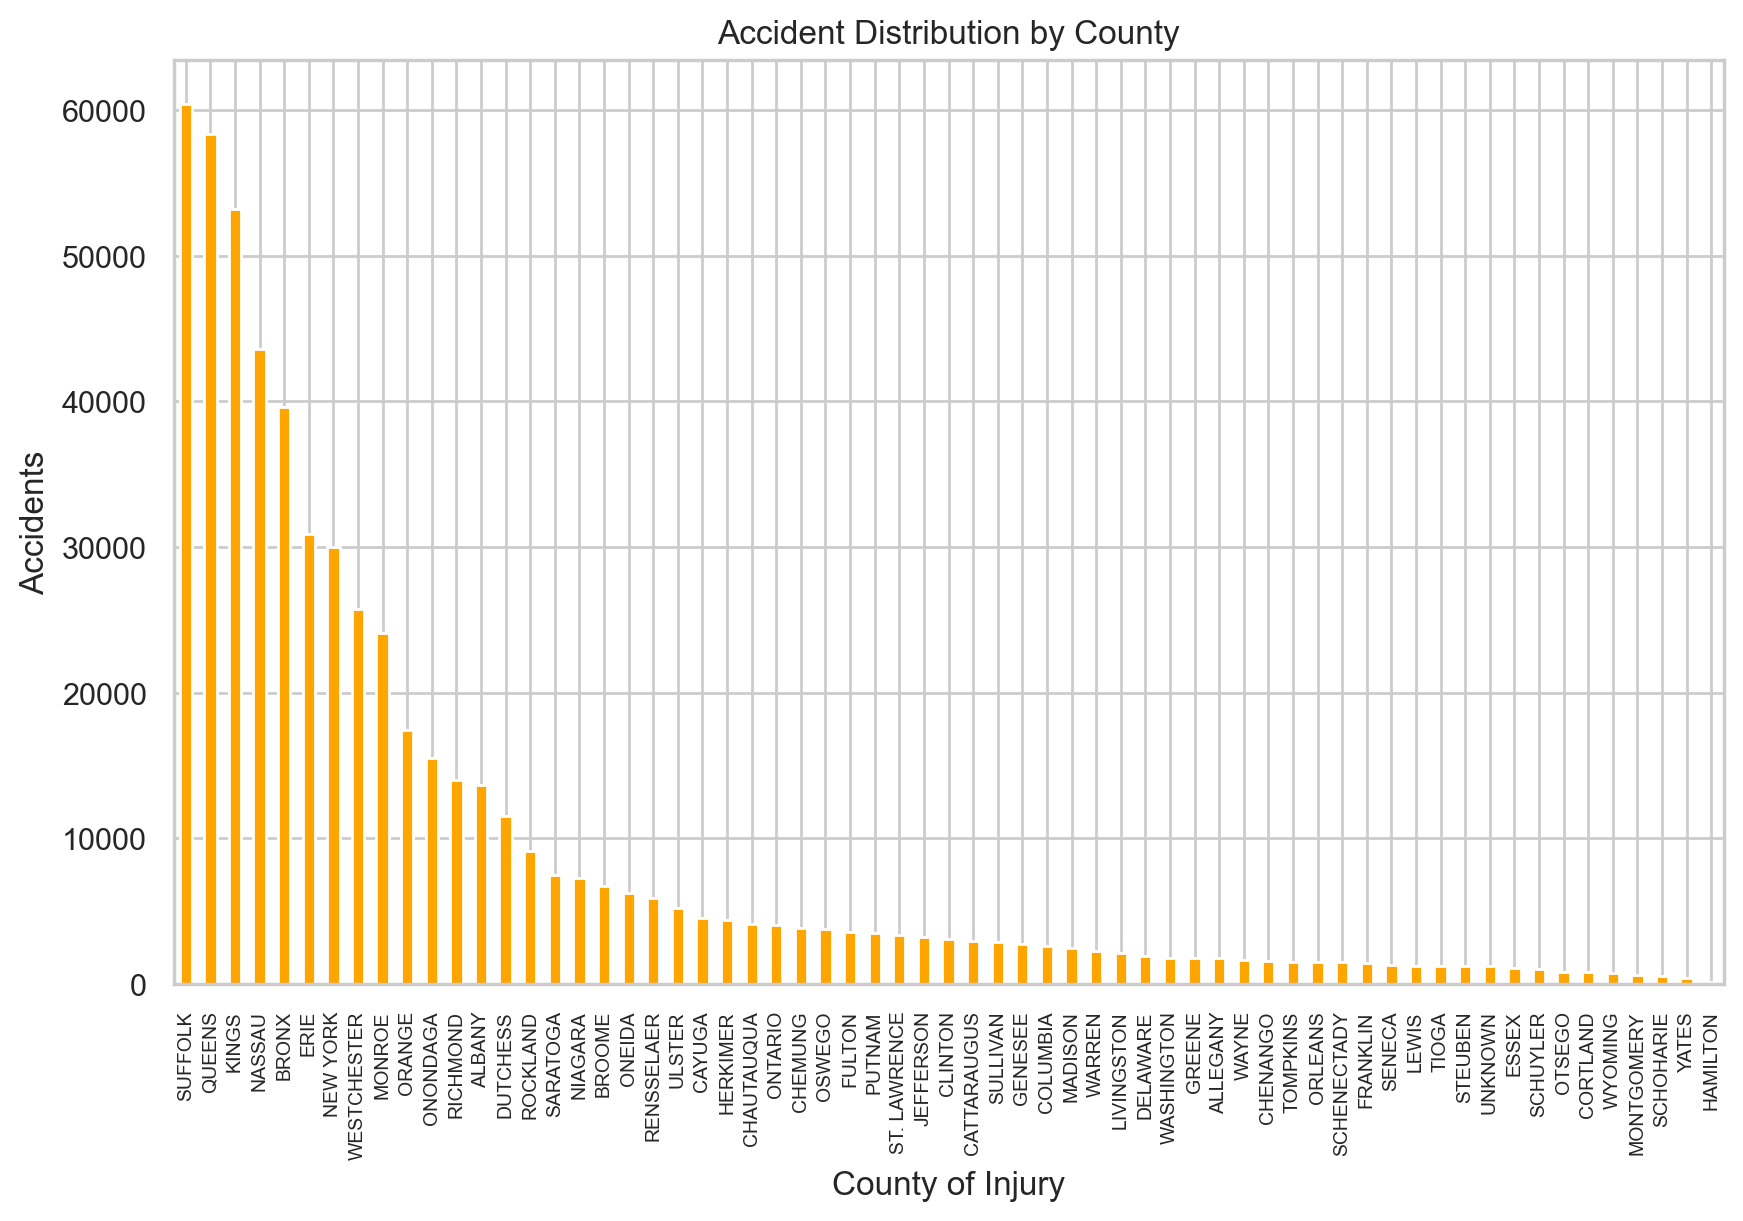 Accident Distribution by County
Accidents
60000
50000
40000
30000
20000
10000
0
SUFFOLK
QUEENS
KINGS
NASSAU
BRONX
ERIE
NEW YORK
WESTCHESTER
MONROE
ORANGE
ONONDAGA
RICHMOND
ALBANY
DUTCHESS
ROCKLAND
SARATOGA
NIAGARA
BROOME
ONEIDA
RENSSELAER
ULSTER
CAYUGA
HERKIMER
CHAUTAUQUA
ONTARIO
CHEMUNG
OSWEGO
FULTON
PUTNAM
ST. LAWRENCE
JEFFERSON
CLINTON
CATTARAUGUS
SULLIVAN
GENESEE
COLUMBIA
MADISON
WARREN
LIVINGSTON
DELAWARE
WASHINGTON
GREENE
ALLEGANY
WAYNE
CHENANGO
TOMPKINS
ORLEANS
SCHENECTADY
FRANKLIN
SENECA
LEWIS
TIOGA
STEUBEN
UNKNOWN
ESSEX
SCHUYLER
OTSEGO
CORTLAND
WYOMING
MONTGOMERY
SCHOHARIE
YATES
HAMILTON
County of Injury